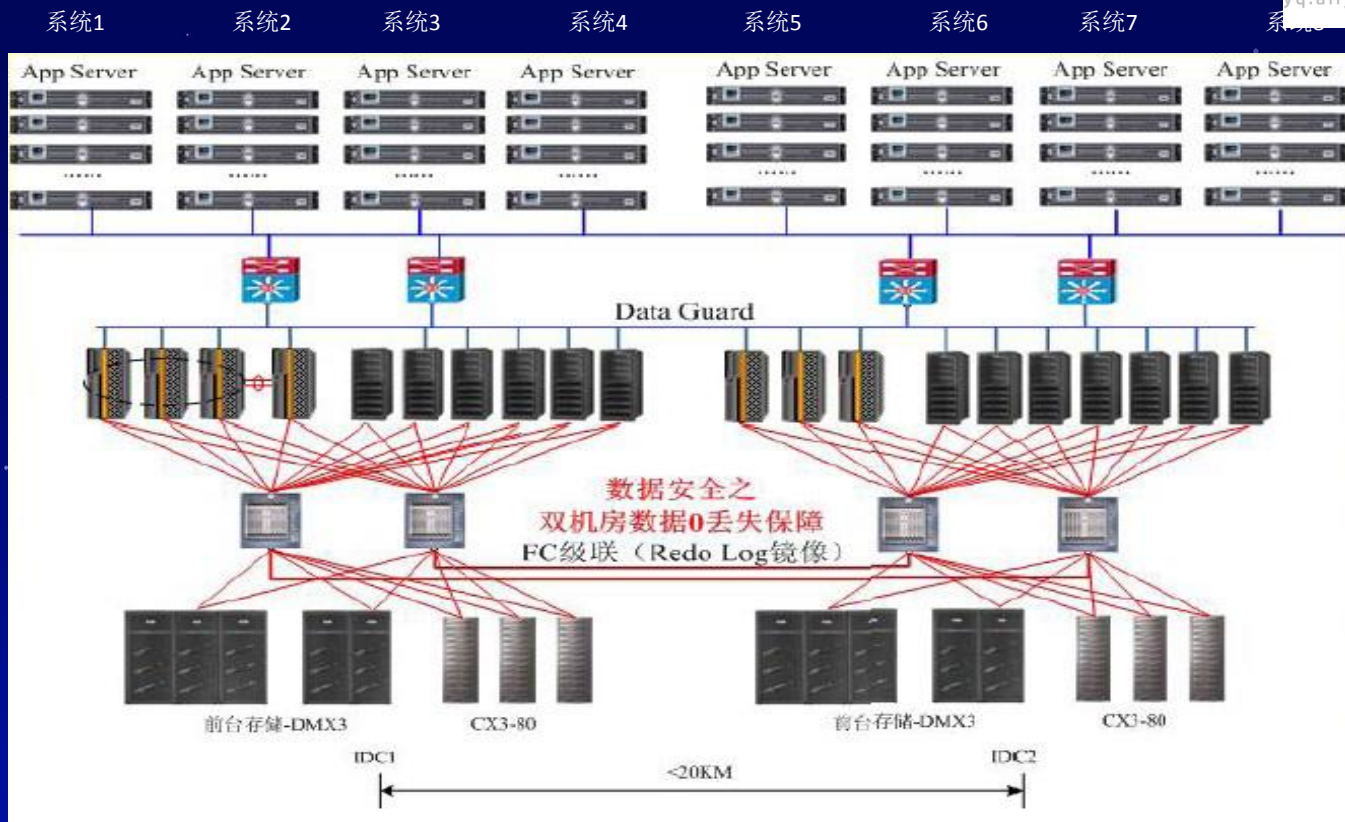 系统1
系统2
系统3
系统4
系统5
系统6
系统7
App Server
App Server
App Server
App Server
App Server
App Server
App Server
App Server
Data Guard
数据安全之
双机房数据0丢失保障
FC级联（Redo Log镜像）
前台存储-DMX3
CX3-80
前台存储-DMX3
CX3-80
IDC1
<20KM
IDC2